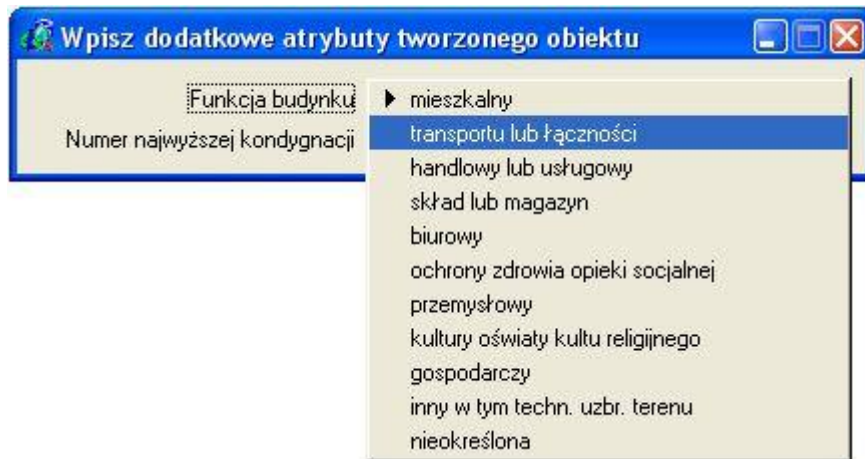 Wpisz dodatkowe atrybuty tworzonego obiektu
Funkcja budynku
mieszkalny
Numer najwyższej kondygnacji
transportu lub łączności
handlowy lub usługowy
skład lub magazyn
biurowy
ochrony zdrowia opieki socjalnej
przemysłowy
kultury oświaty kultu religijnego
gospodarczy
inny w tym techn. uzbr. terenu
nieokreślona